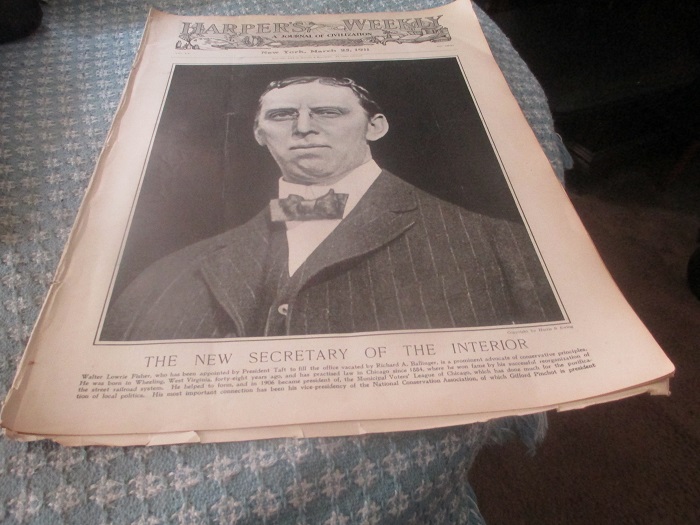 HARPER'S WEEKLY
A JOURNAL OF CIVILIZATION
New York, March 25, 1911
Copyright by
THE NEW SECRETARY OF THE INTERIOR
Walter Lowrie Fisher, who has been appointed by President Taft to fill the office vacated by Richard A. Ballinger, is a prominent advocate of conservative principles.
He was born in Wheeling, West Virginia, forty-eight years ago, and has practised law in Chicago since 1884, where he won fame by his successful reorganization of
the street railroad system. He helped to form, and in 1906 became president of, the Municipal Voters' League of Chicago, which has done much for the purifica-
tion of local politics. His most important connection has been his vice-presidency of the National Conservation Association, of which Gifford Pinchot is president